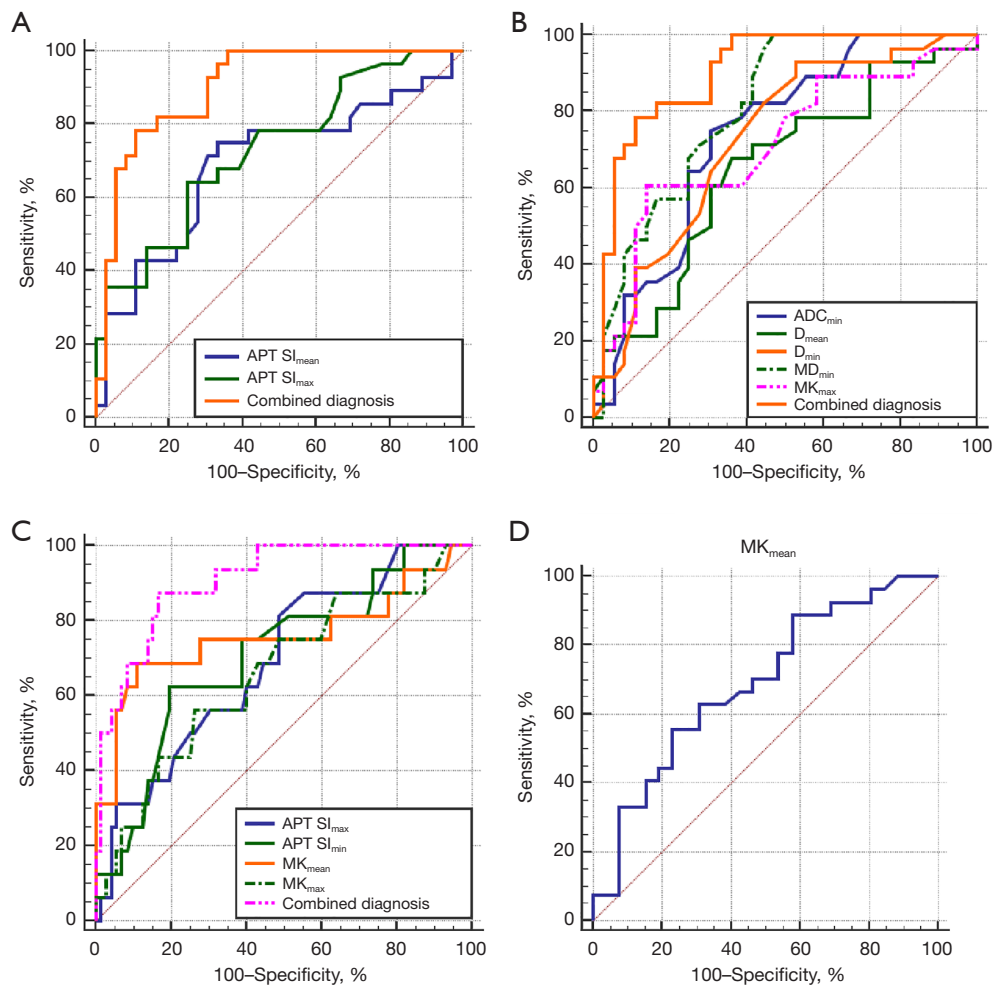 A
100
80
60
40
20
0
Sensitivity, %
APT SImean
APT SImax
Combined diagnosis
0 20 40 60 80 100
100–Specificity, %
B
100
80
60
40
20
0
Sensitivity, %
ADCmin
Dmean
Dmin
MDmin
MKmax
Combined diagnosis
0 20 40 60 80 100
100–Specificity, %
C
100
80
60
40
20
0
Sensitivity, %
APT SImax
APT SImin
MKmean
MKmax
Combined diagnosis
0 20 40 60 80 100
100–Specificity, %
D
MKmean
100
80
60
40
20
0
Sensitivity, %
0 20 40 60 80 100
100–Specificity, %